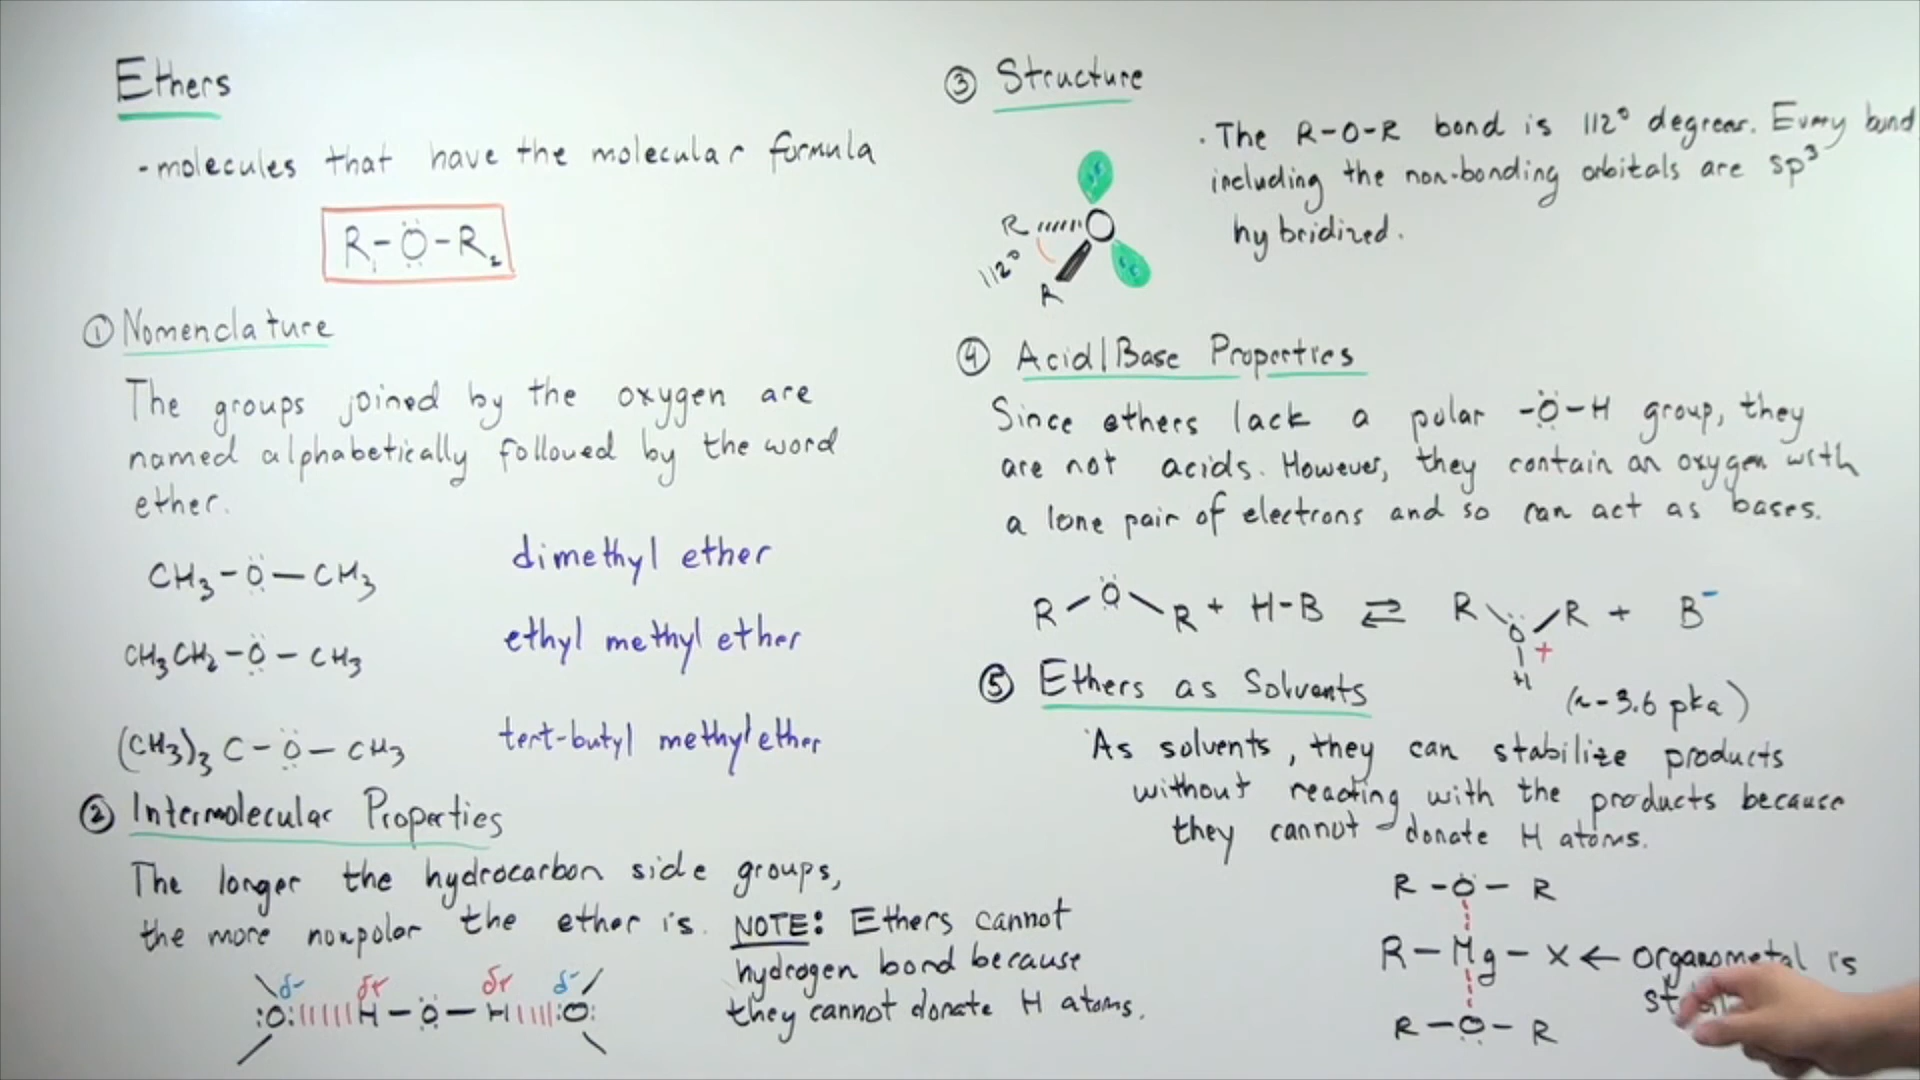 Ethers
- molecules that have the molecular formula
R₁-O-R₂
① Nomenclature
The groups joined by the oxygen are
named alphabetically followed by the word
ether.
CH₃-O-CH₃ dimethyl ether
CH₃CH₂-O-CH₃ ethyl methyl ether
(CH₃)₃C-O-CH₃ tert-butyl methyl ether
② Intermolecular Properties
The longer the hydrocarbon side groups,
the more nonpolar the ether is.
NOTE: Ethers cannot
hydrogen bond because
they cannot donate H atoms.
δ- δ+ δ+ δ-
:O: H-O-H :O:
③ Structure
· The R-O-R bond is 112° degrees. Every bond
including the non-bonding orbitals are sp³
hybridized.
R O
112°
R
④ Acid/Base Properties
Since ethers lack a polar -O-H group, they
are not acids. However, they contain an oxygen with
a lone pair of electrons and so can act as bases.
R-O-R + H-B ⇌ R-O-R + B⁻
+
H
(~-3.6 pka)
⑤ Ethers as Solvents
As solvents, they can stabilize products
without reacting with the products because
they cannot donate H atoms.
R-O-R
R-Mg-X ← organometal is
R-O-R